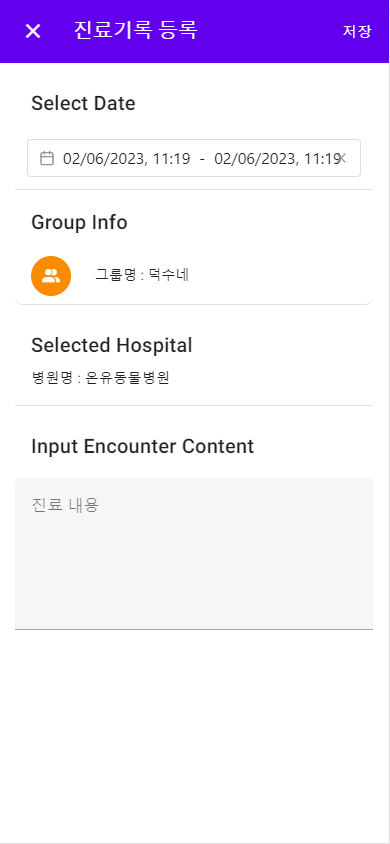 진료기록 등록 저장
Select Date
02/06/2023, 11:19 - 02/06/2023, 11:19
Group Info
그룹명 : 덕수네
Selected Hospital
병원명 : 온유동물병원
Input Encounter Content
진료 내용